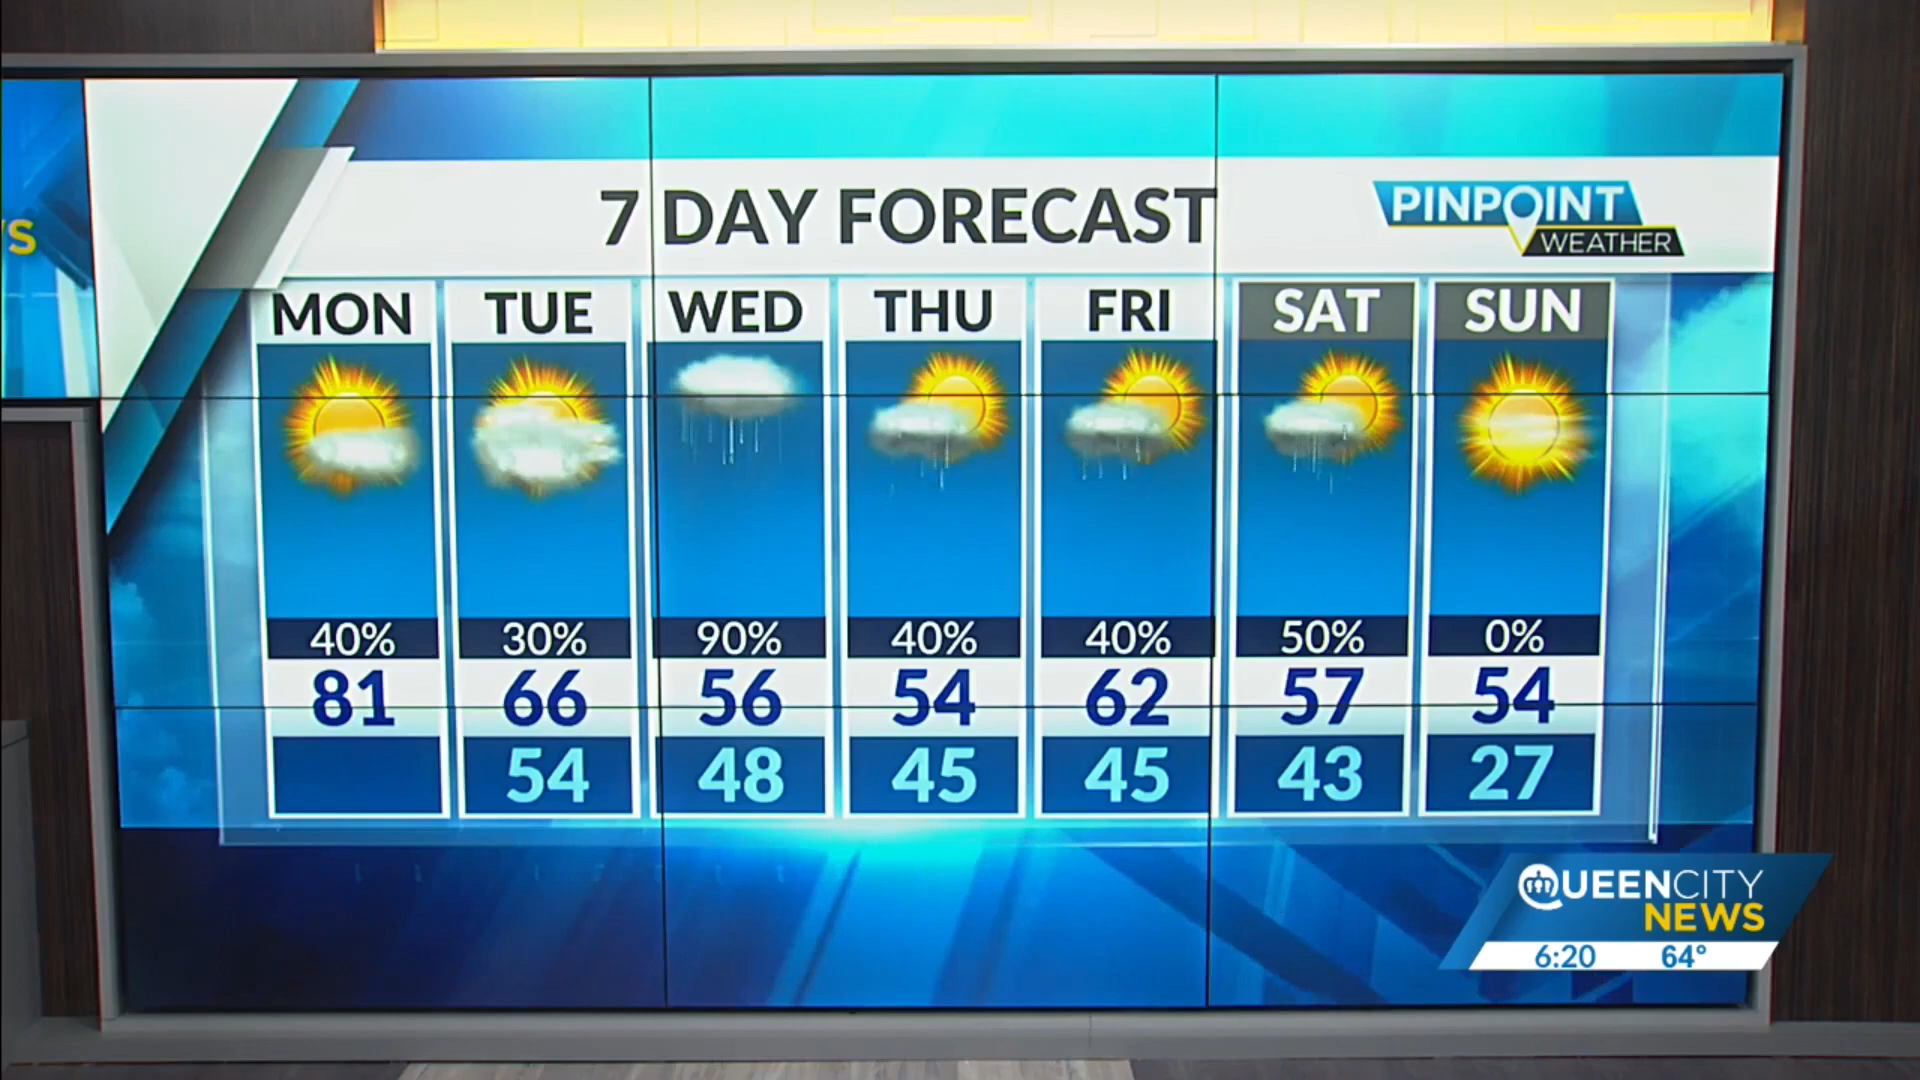 'S
7 DAY FORECAST
PINPOINT
WEATHER
MON TUE WED THU FRI SAT SUN
40% 30% 90% 40% 40% 50% 0%
81 66 56 54 62 57 54
54 48 45 45 43 27
QUEENCITY
NEWS
6:20 64°